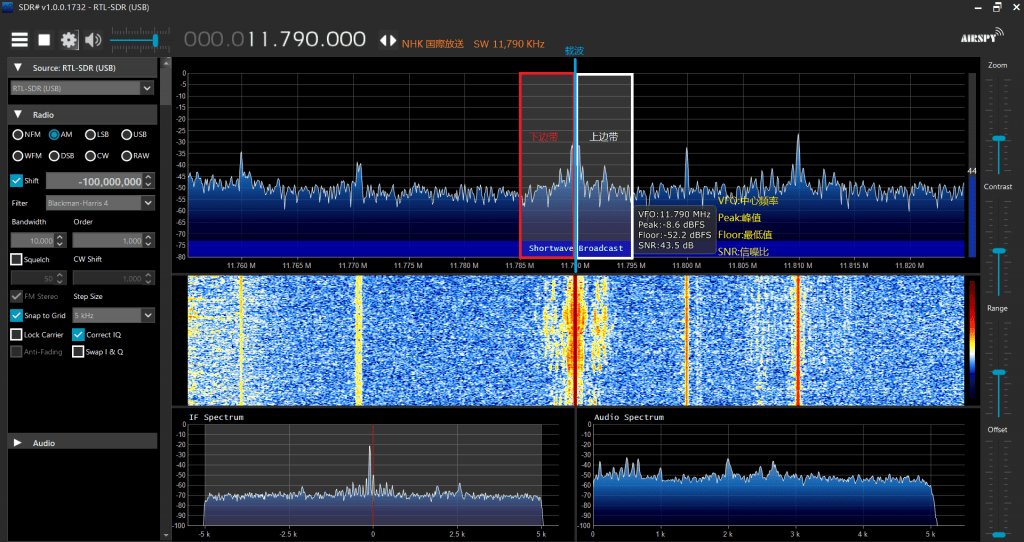 SDR# v1.0.0.1732 - RTL-SDR (USB)
000.011.790.000
NHK 国際放送 SW 11,790 KHz
AIRSPY
载波
Source: RTL-SDR (USB)
RTL-SDR (USB)
Radio
NFM AM LSB USB
WFM DSB CW RAW
Shift -100,000,000
Filter Blackman-Harris 4
Bandwidth Order
10,000 1,000
Squelch CW Shift
50 1,000
FM Stereo Step Size
Snap to Grid 5 kHz
Lock Carrier Correct IQ
Anti-Fading Swap I & Q
Audio
0
-5
-10
-15
-20
-25
-30
-35
-40
-45
-50
-55
-60
-65
-70
-75
-80
下边带
上边带
VFO:11.790 MHz
Peak:-8.6 dBFS
Floor:-52.2 dBFS
SNR:43.5 dB
VFO:中心频率
Peak:峰值
Floor:最低值
SNR:信噪比
Shortwave Broadcast
44
11.760 M 11.765 M 11.770 M 11.775 M 11.780 M 11.785 M 11.790 M 11.795 M 11.800 M 11.805 M 11.810 M 11.815 M 11.820 M
Zoom
Contrast
Range
Offset
IF Spectrum
0
-10
-20
-30
-40
-50
-60
-70
-80
-90
-100
-5 k -2.5 k 0 2.5 k 5 k
Audio Spectrum
0
-10
-20
-30
-40
-50
-60
-70
-80
-90
-100
0 1 k 2 k 3 k 4 k 5 k